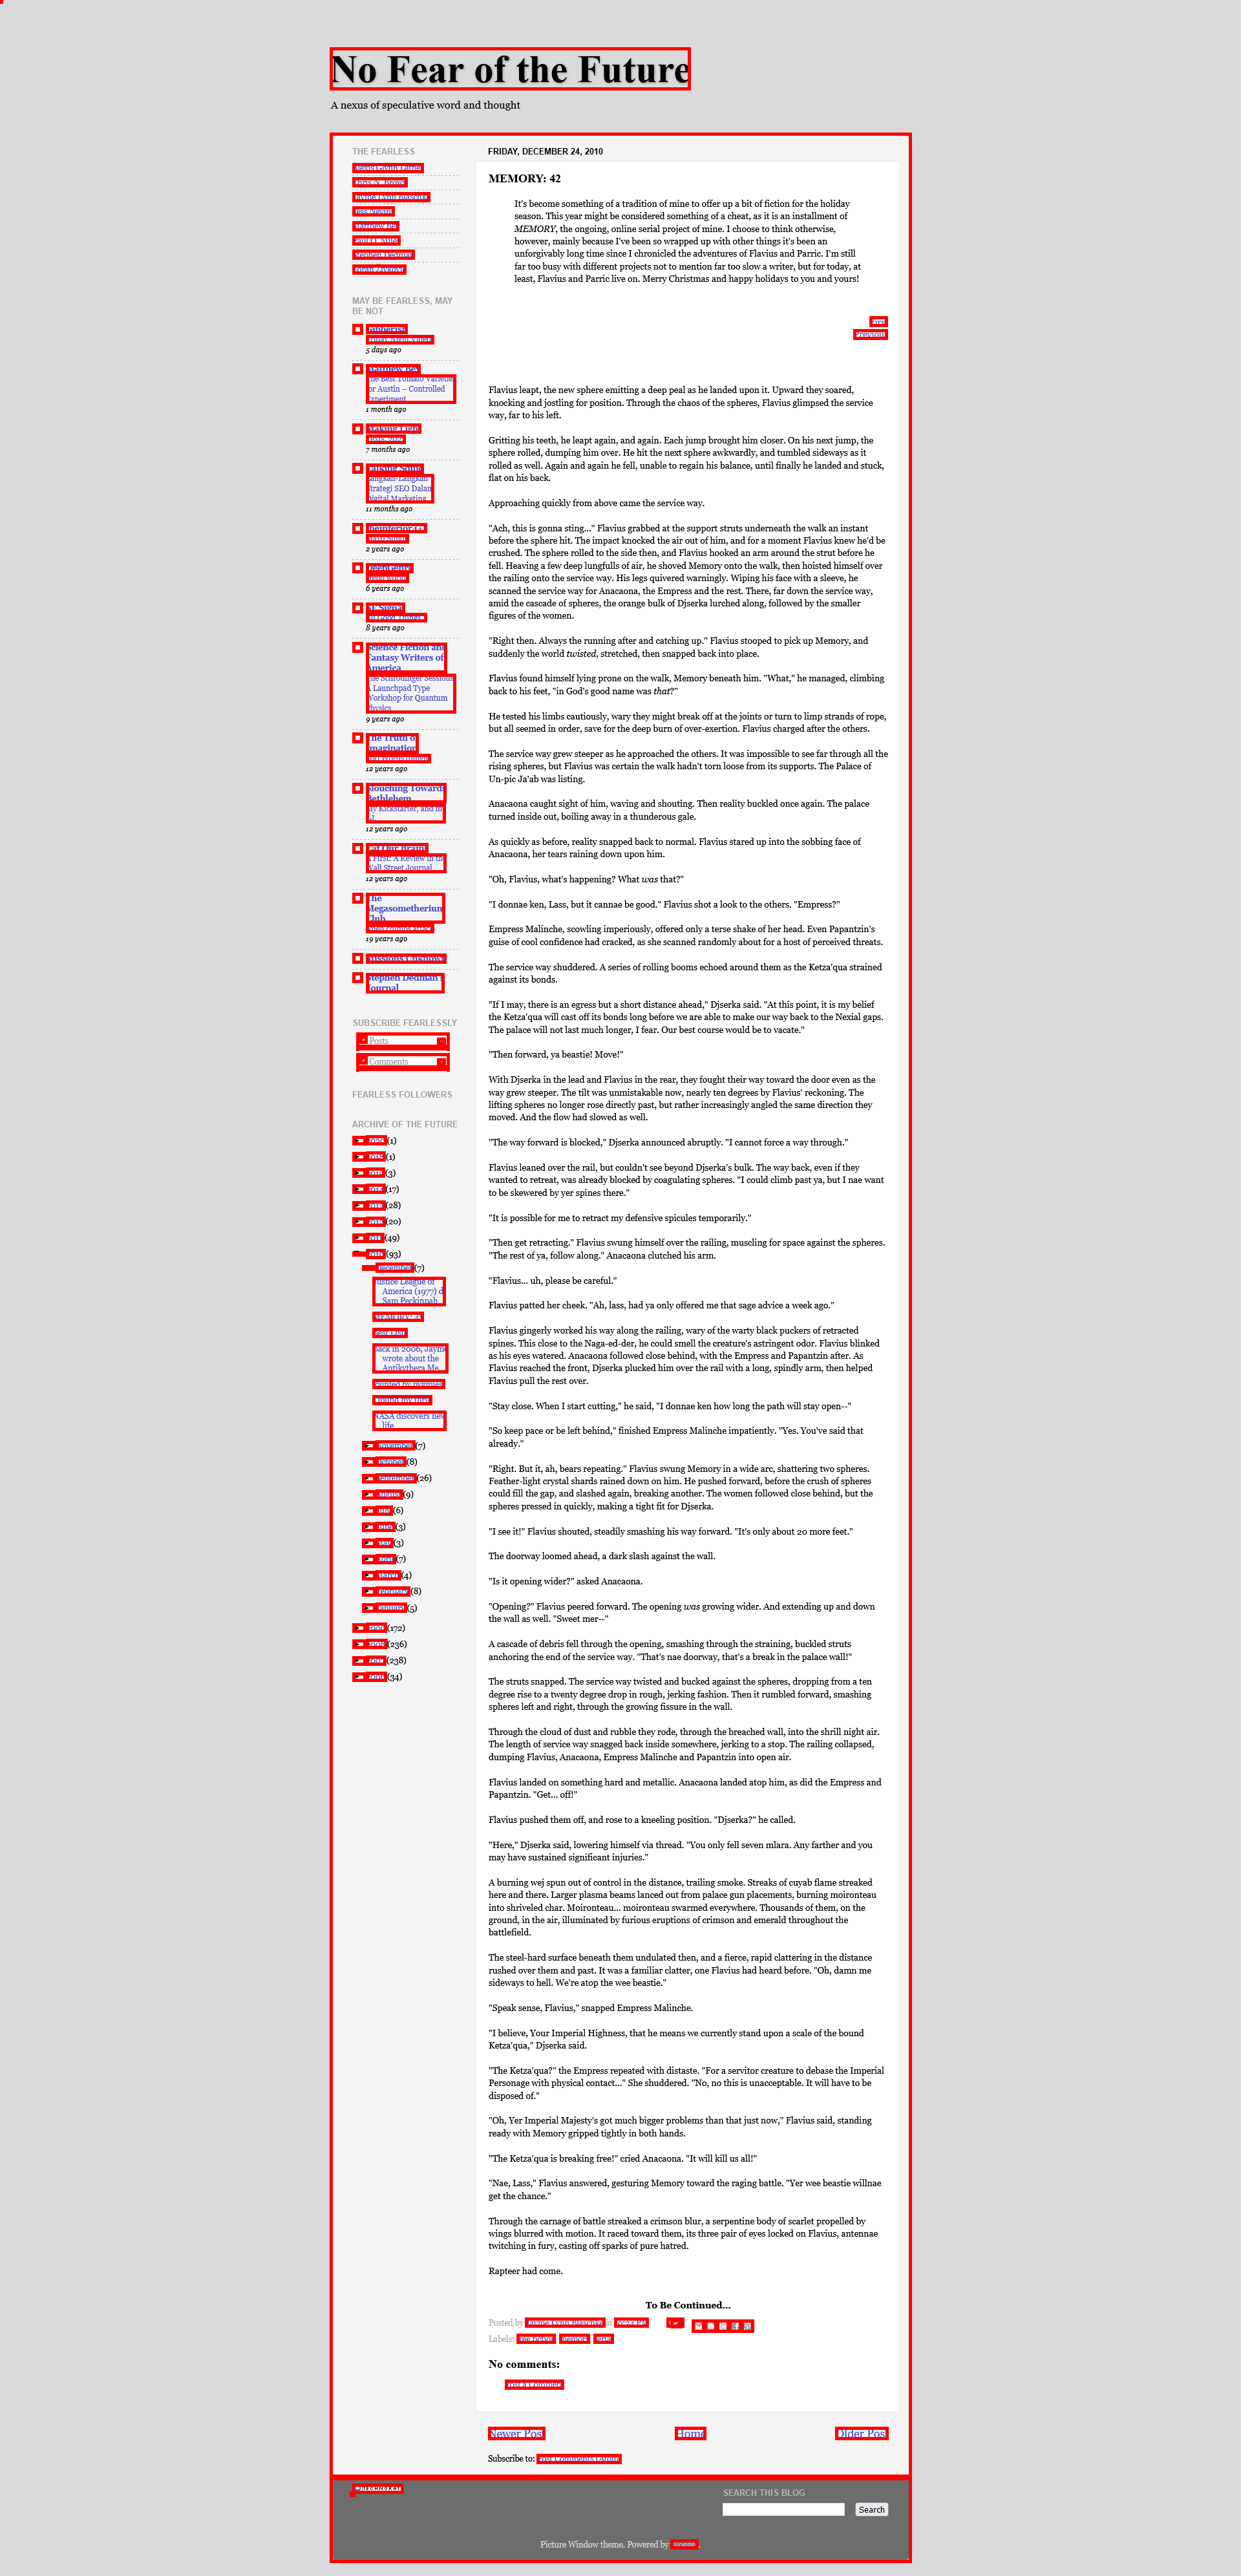 No Fear of the Future
A nexus of speculative word and thought
THE FEARLESS
MAY BE FEARLESS, MAY
BE NOT
5 days ago
The Best Tomato Varieties
for Austin – Controlled
Experiment
1 month ago
7 months ago
Langkah-Langkah
Strategi SEO Dalam
Digital Marketing
11 months ago
2 years ago
6 years ago
8 years ago
Science Fiction and
Fantasy Writers of
America
The Schrodinger Sessions:
A Launchpad Type
Workshop for Quantum
Physics
9 years ago
The Truth of
Imagination
12 years ago
Slouching Towards
Bethlehem
My Kickstarter, and my
12 years ago
Eat Our Brains
A First: A Review in the
Wall Street Journal
12 years ago
The
Megasometherium
Club
19 years ago
Missions Unknown
Stephen Dedman's
Journal
SUBSCRIBE FEARLESSLY
Posts
Comments
FEARLESS FOLLOWERS
ARCHIVE OF THE FUTURE
(1)
(1)
(3)
(17)
(28)
(20)
(49)
2010 (93)
December (7)
Justice League of
America (1977) d.
Sam Peckinpah
MEMORY: 42
Best Lists
Back in 2006, Jayme
wrote about the
Antikythera Me...
NASA discovers new
life
November (7)
October (8)
September (26)
August (9)
July (6)
June (3)
May (3)
April (7)
March (4)
February (8)
January (5)
2009 (172)
2008 (236)
2007 (238)
2006 (34)
FRIDAY, DECEMBER 24, 2010
MEMORY: 42
It's become something of a tradition of mine to offer up a bit of fiction for the holiday
season. This year might be considered something of a cheat, as it is an installment of
MEMORY, the ongoing, online serial project of mine. I choose to think otherwise,
however, mainly because I've been so wrapped up with other things it's been an
unforgivably long time since I chronicled the adventures of Flavius and Parric. I'm still
far too busy with different projects not to mention far too slow a writer, but for today, at
least, Flavius and Parric live on. Merry Christmas and happy holidays to you and yours!
First
Previous
Flavius leapt, the new sphere emitting a deep peal as he landed upon it. Upward they soared,
knocking and jostling for position. Through the chaos of the spheres, Flavius glimpsed the service
way, far to his left.
Gritting his teeth, he leapt again, and again. Each jump brought him closer. On his next jump, the
sphere rolled, dumping him over. He hit the next sphere awkwardly, and tumbled sideways as it
rolled as well. Again and again he fell, unable to regain his balance, until finally he landed and stuck,
flat on his back.
Approaching quickly from above came the service way.
"Ach, this is gonna sting..." Flavius grabbed at the support struts underneath the walk an instant
before the sphere hit. The impact knocked the air out of him, and for a moment Flavius knew he'd be
crushed. The sphere rolled to the side then, and Flavius hooked an arm around the strut before he
fell. Heaving a few deep lungfulls of air, he shoved Memory onto the walk, then hoisted himself over
the railing onto the service way. His legs quivered warningly. Wiping his face with a sleeve, he
scanned the service way for Anacaona, the Empress and the rest. There, far down the service way,
amid the cascade of spheres, the orange bulk of Djserka lurched along, followed by the smaller
figures of the women.
"Right then. Always the running after and catching up." Flavius stooped to pick up Memory, and
suddenly the world twisted, stretched, then snapped back into place.
Flavius found himself lying prone on the walk, Memory beneath him. "What," he managed, climbing
back to his feet, "in God's good name was that?"
He tested his limbs cautiously, wary they might break off at the joints or turn to limp strands of rope,
but all seemed in order, save for the deep burn of over-exertion. Flavius charged after the others.
The service way grew steeper as he approached the others. It was impossible to see far through all the
rising spheres, but Flavius was certain the walk hadn't torn loose from its supports. The Palace of
Un-pic Ja'ab was listing.
Anacaona caught sight of him, waving and shouting. Then reality buckled once again. The palace
turned inside out, boiling away in a thunderous gale.
As quickly as before, reality snapped back to normal. Flavius stared up into the sobbing face of
Anacaona, her tears raining down upon him.
"Oh, Flavius, what's happening? What was that?"
"I donnae ken, Lass, but it cannae be good." Flavius shot a look to the others. "Empress?"
Empress Malinche, scowling imperiously, offered only a terse shake of her head. Even Papantzin's
guise of cool confidence had cracked, as she scanned randomly about for a host of perceived threats.
The service way shuddered. A series of rolling booms echoed around them as the Ketza'qua strained
against its bonds.
"If I may, there is an egress but a short distance ahead," Djserka said. "At this point, it is my belief
the Ketza'qua will cast off its bonds long before we are able to make our way back to the Nexial gaps.
The palace will not last much longer, I fear. Our best course would be to vacate."
"Then forward, ya beastie! Move!"
With Djserka in the lead and Flavius in the rear, they fought their way toward the door even as the
way grew steeper. The tilt was unmistakable now, nearly ten degrees by Flavius' reckoning. The
lifting spheres no longer rose directly past, but rather increasingly angled the same direction they
moved. And the flow had slowed as well.
"The way forward is blocked," Djserka announced abruptly. "I cannot force a way through."
Flavius leaned over the rail, but couldn't see beyond Djserka's bulk. The way back, even if they
wanted to retreat, was already blocked by coagulating spheres. "I could climb past ya, but I nae want
to be skewered by yer spines there."
"It is possible for me to retract my defensive spicules temporarily."
"Then get retracting." Flavius swung himself over the railing, muscling for space against the spheres.
"The rest of ya, follow along." Anacaona clutched his arm.
"Flavius... uh, please be careful."
Flavius patted her cheek. "Ah, lass, had ya only offered me that sage advice a week ago."
Flavius gingerly worked his way along the railing, wary of the warty black puckers of retracted
spines. This close to the Naga-ed-der, he could smell the creature's astringent odor. Flavius blinked
as his eyes watered. Anacaona followed close behind, with the Empress and Papantzin after. As
Flavius reached the front, Djserka plucked him over the rail with a long, spindly arm, then helped
Flavius pull the rest over.
"Stay close. When I start cutting," he said, "I donnae ken how long the path will stay open--"
"So keep pace or be left behind," finished Empress Malinche impatiently. "Yes. You've said that
already."
"Right. But it, ah, bears repeating." Flavius swung Memory in a wide arc, shattering two spheres.
Feather-light crystal shards rained down on him. He pushed forward, before the crush of spheres
could fill the gap, and slashed again, breaking another. The women followed close behind, but the
spheres pressed in quickly, making a tight fit for Djserka.
"I see it!" Flavius shouted, steadily smashing his way forward. "It's only about 20 more feet."
The doorway loomed ahead, a dark slash against the wall.
"Is it opening wider?" asked Anacaona.
"Opening?" Flavius peered forward. The opening was growing wider. And extending up and down
the wall as well. "Sweet mer--"
A cascade of debris fell through the opening, smashing through the straining, buckled struts
anchoring the end of the service way. "That's nae doorway, that's a break in the palace wall!"
The struts snapped. The service way twisted and bucked against the spheres, dropping from a ten
degree rise to a twenty degree drop in rough, jerking fashion. Then it rumbled forward, smashing
spheres left and right, through the growing fissure in the wall.
Through the cloud of dust and rubble they rode, through the breached wall, into the shrill night air.
The length of service way snagged back inside somewhere, jerking to a stop. The railing collapsed,
dumping Flavius, Anacaona, Empress Malinche and Papantzin into open air.
Flavius landed on something hard and metallic. Anacaona landed atop him, as did the Empress and
Papantzin. "Get... off!"
Flavius pushed them off, and rose to a kneeling position. "Djserka?" he called.
"Here," Djserka said, lowering himself via thread. "You only fell seven mlara. Any farther and you
may have sustained significant injuries."
A burning wej spun out of control in the distance, trailing smoke. Streaks of cuyab flame streaked
here and there. Larger plasma beams lanced out from palace gun placements, burning moironteau
into shriveled char. Moironteau... moironteau swarmed everywhere. Thousands of them, on the
ground, in the air, illuminated by furious eruptions of crimson and emerald throughout the
battlefield.
The steel-hard surface beneath them undulated then, and a fierce, rapid clattering in the distance
rushed over them and past. It was a familiar clatter, one Flavius had heard before. "Oh, damn me
sideways to hell. We're atop the wee beastie."
"Speak sense, Flavius," snapped Empress Malinche.
"I believe, Your Imperial Highness, that he means we currently stand upon a scale of the bound
Ketza'qua," Djserka said.
"The Ketza'qua?" the Empress repeated with distaste. "For a servitor creature to debase the Imperial
Personage with physical contact..." She shuddered. "No, no this is unacceptable. It will have to be
disposed of."
"Oh, Yer Imperial Majesty's got much bigger problems than that just now," Flavius said, standing
ready with Memory gripped tightly in both hands.
"The Ketza'qua is breaking free!" cried Anacaona. "It will kill us all!"
"Nae, Lass," Flavius answered, gesturing Memory toward the raging battle. "Yer wee beastie willnae
get the chance."
Through the carnage of battle streaked a crimson blur, a serpentine body of scarlet propelled by
wings blurred with motion. It raced toward them, its three pair of eyes locked on Flavius, antennae
twitching in fury, casting off sparks of pure hatred.
Rapteer had come.
To Be Continued...
Posted by Jayme Lynn Blaschke at
Labels: free fiction memory serial
No comments:
Post a Comment
Newer Post
Home
Older Post
Subscribe to: Post Comments (Atom)
SEARCH THIS BLOG
Search
Picture Window theme. Powered by